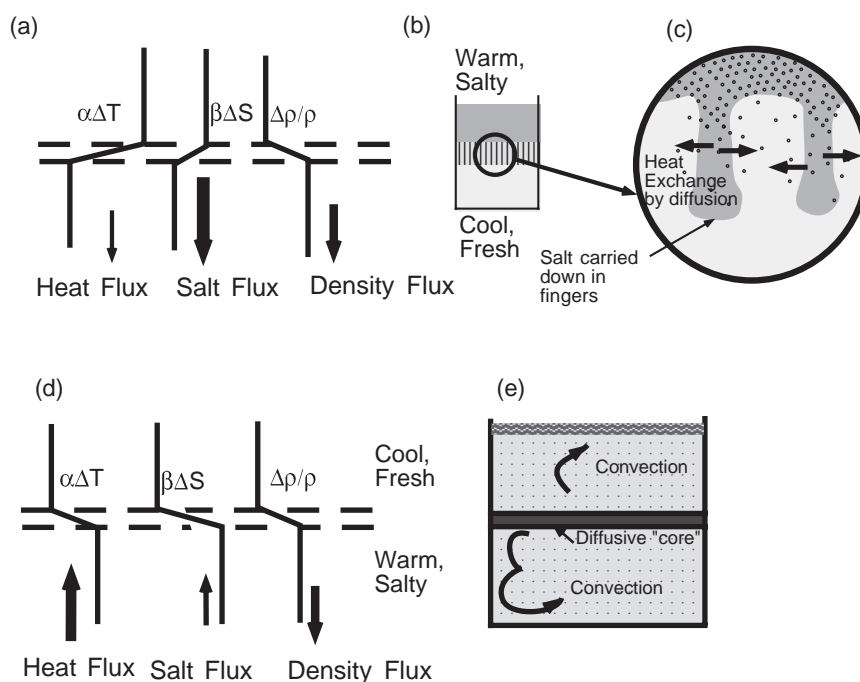 (a)
αΔT
βΔS
Δρ/ρ
Heat Flux
Salt Flux
Density Flux
(b)
Warm,
Salty
Cool,
Fresh
(c)
Heat
Exchange
by diffusion
Salt carried
down in
fingers
(d)
αΔT
βΔS
Δρ/ρ
Cool,
Fresh
Warm,
Salty
Heat Flux
Salt Flux
Density Flux
(e)
Convection
Diffusive "core"
Convection